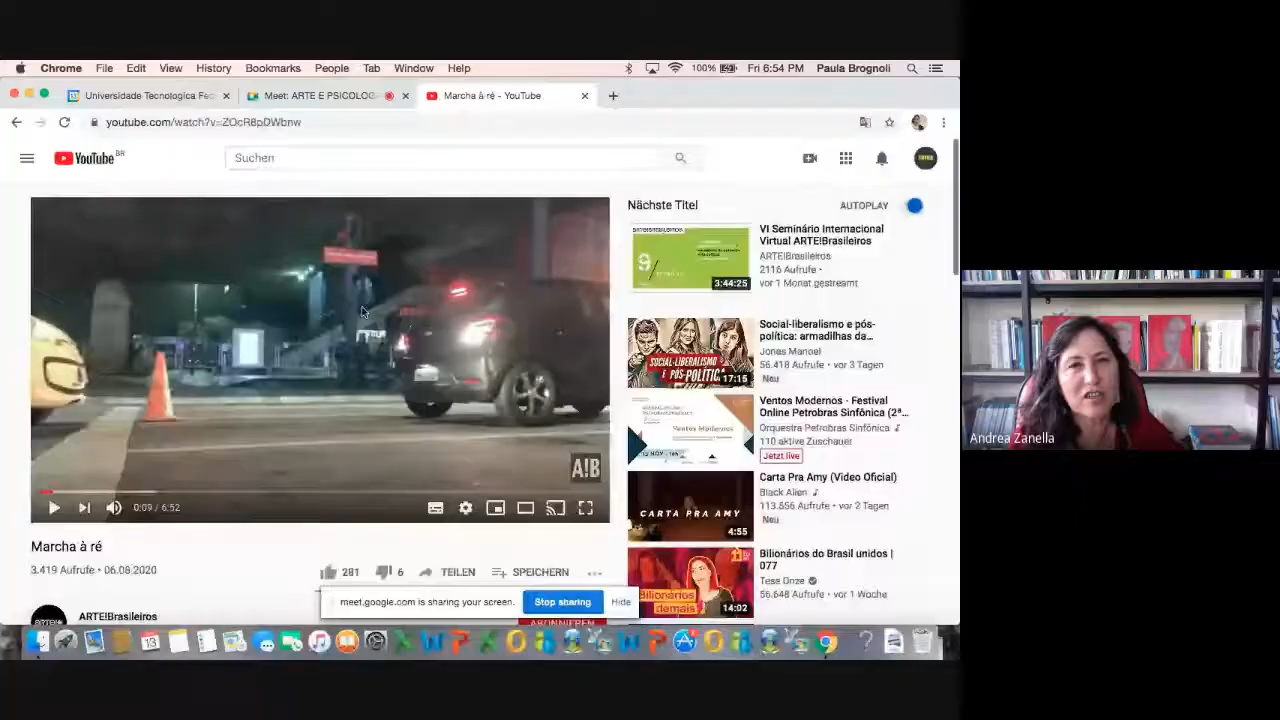 Chrome File Edit View History Bookmarks People Tab Window Help 100% Fri 6:54 PM Paula Brognoli
Universidade Tecnologica Fec
Meet: ARTE E PSICOLOG
Marcha à ré - YouTube
youtube.com/watch?v=ZOcR8pDWbnw
YouTube BR
Suchen
A!B
0:09 / 6:52
Marcha à ré
3.419 Aufrufe • 06.08.2020
281
6
TEILEN
SPEICHERN
ARTE!Brasileiros
ABONNIEREN
meet.google.com is sharing your screen.
Stop sharing
Hide
Nächste Titel
AUTOPLAY
9
3:44:25
VI Seminário Internacional
Virtual ARTE!Brasileiros
ARTE!Brasileiros
2116 Aufrufe •
vor 1 Monat gestreamt
SOCIAL-LIBERALISMO
E PÓS-POLÍTICA
17:15
Social-liberalismo e pós-
política: armadilhas da...
Jones Manoel
56.418 Aufrufe • vor 3 Tagen
Neu
Ventos Modernos
Ventos Modernos - Festival
Online Petrobras Sinfônica (2ª...
Orquestra Petrobras Sinfônica
110 aktive Zuschauer
Jetzt live
CARTA PRA AMY
4:55
Carta Pra Amy (Video Oficial)
Black Alien
113.556 Aufrufe • vor 2 Tagen
Neu
Bilionários
demais
14:02
Bilionários do Brasil unidos |
077
Tese Onze
56.648 Aufrufe • vor 1 Woche
13
Andrea Zanella